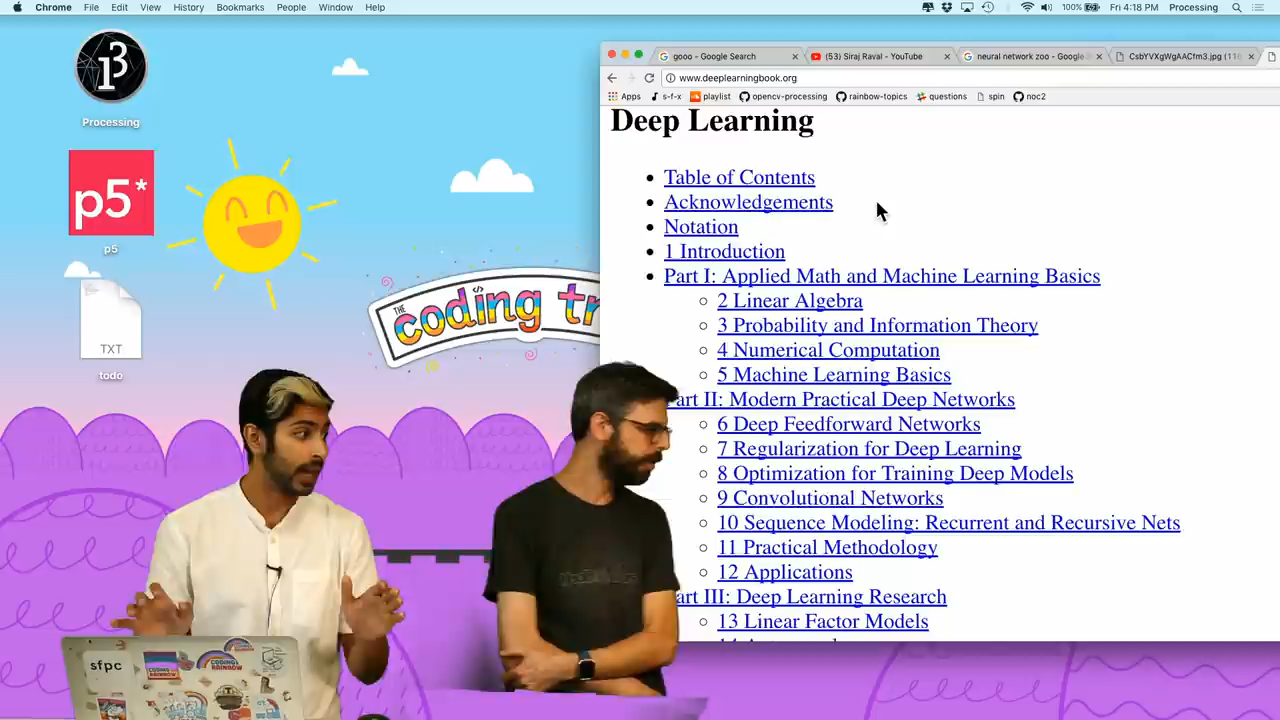 Chrome File Edit View History Bookmarks People Window Help 100% Fri 4:18 PM Processing
gooo - Google Search (53) Siraj Raval - YouTube neural network zoo - Google CsbYVXgWgAACfm3.jpg
www.deeplearningbook.org
Apps s-f-x playlist opencv-processing rainbow-topics questions spin noc2
Processing
p5*
p5
TXT
todo
THE
coding tr
Deep Learning
Table of Contents
Acknowledgements
Notation
1 Introduction
Part I: Applied Math and Machine Learning Basics
2 Linear Algebra
3 Probability and Information Theory
4 Numerical Computation
5 Machine Learning Basics
art II: Modern Practical Deep Networks
6 Deep Feedforward Networks
7 Regularization for Deep Learning
8 Optimization for Training Deep Models
9 Convolutional Networks
10 Sequence Modeling: Recurrent and Recursive Nets
11 Practical Methodology
12 Applications
art III: Deep Learning Research
13 Linear Factor Models
sfpc